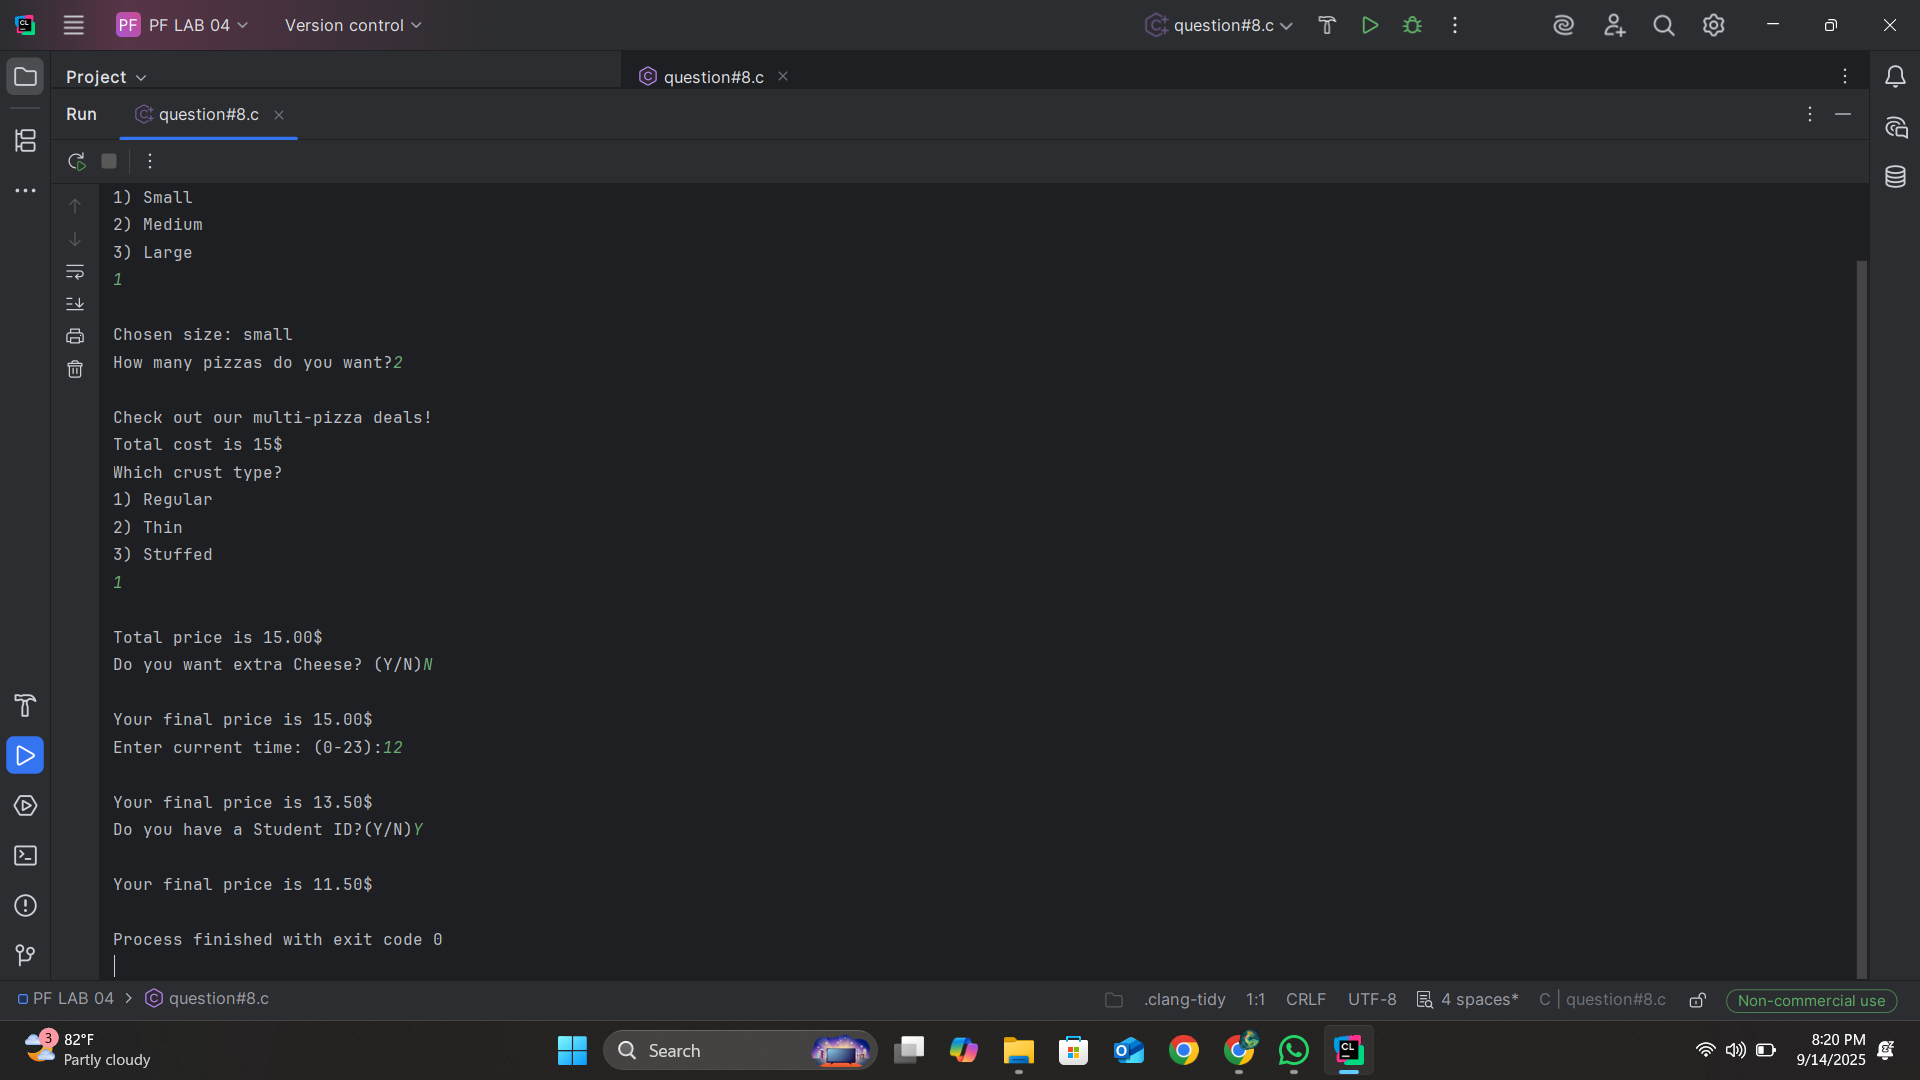 PF PF LAB 04 Version control question#8.c
Project question#8.c
Run question#8.c
1) Small
2) Medium
3) Large
1
Chosen size: small
How many pizzas do you want?2
Check out our multi-pizza deals!
Total cost is 15$
Which crust type?
1) Regular
2) Thin
3) Stuffed
1
Total price is 15.00$
Do you want extra Cheese? (Y/N)N
Your final price is 15.00$
Enter current time: (0-23):12
Your final price is 13.50$
Do you have a Student ID?(Y/N)Y
Your final price is 11.50$
Process finished with exit code 0
PF LAB 04 > question#8.c .clang-tidy 1:1 CRLF UTF-8 4 spaces* C | question#8.c Non-commercial use
3 82°F
Partly cloudy
Search
8:20 PM
9/14/2025